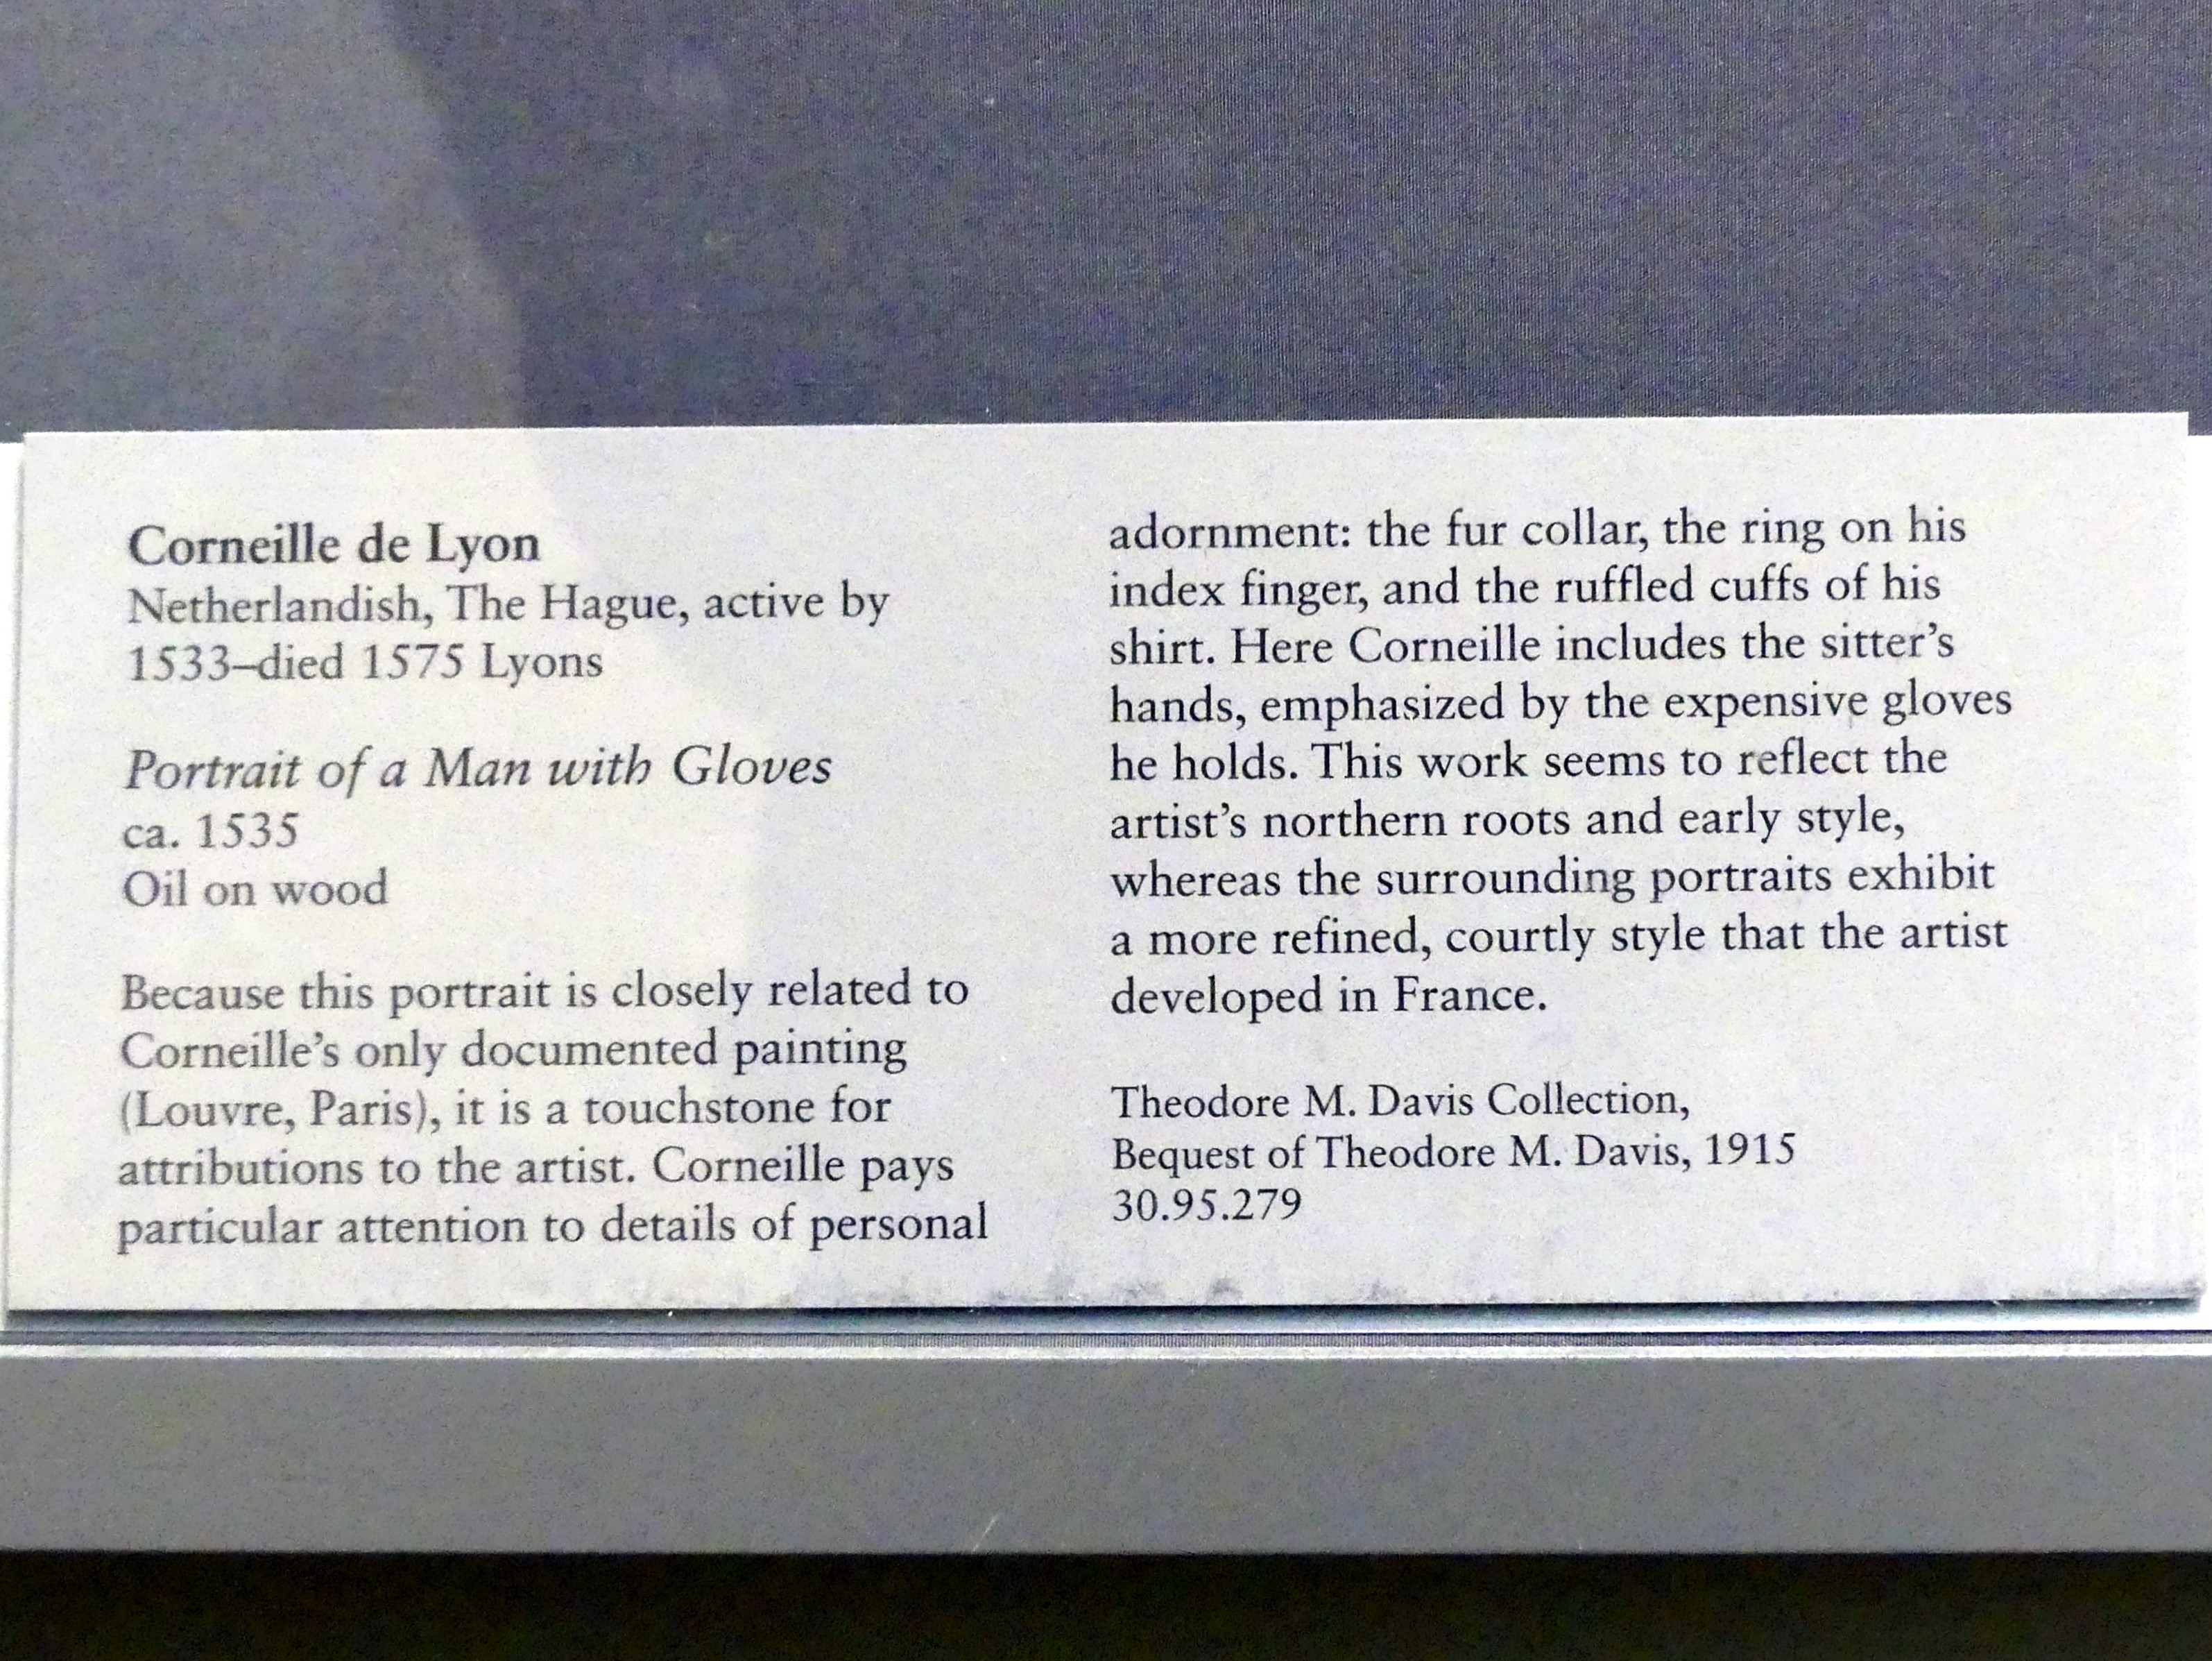 Corneille de Lyon
Netherlandish, The Hague, active by
1533–died 1575 Lyons
Portrait of a Man with Gloves
ca. 1535
Oil on wood
Because this portrait is closely related to
Corneille’s only documented painting
(Louvre, Paris), it is a touchstone for
attributions to the artist. Corneille pays
particular attention to details of personal
adornment: the fur collar, the ring on his
index finger, and the ruffled cuffs of his
shirt. Here Corneille includes the sitter’s
hands, emphasized by the expensive gloves
he holds. This work seems to reflect the
artist’s northern roots and early style,
whereas the surrounding portraits exhibit
a more refined, courtly style that the artist
developed in France.
Theodore M. Davis Collection,
Bequest of Theodore M. Davis, 1915
30.95.279